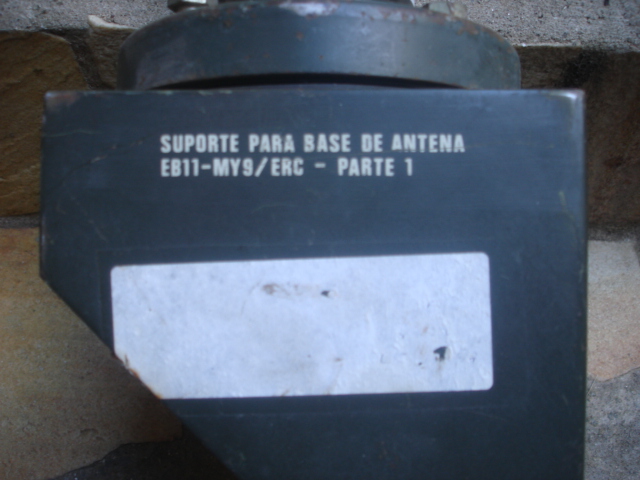 SUPORTE PARA BASE DE ANTENA
EB11-MY9/ERC - PARTE 1